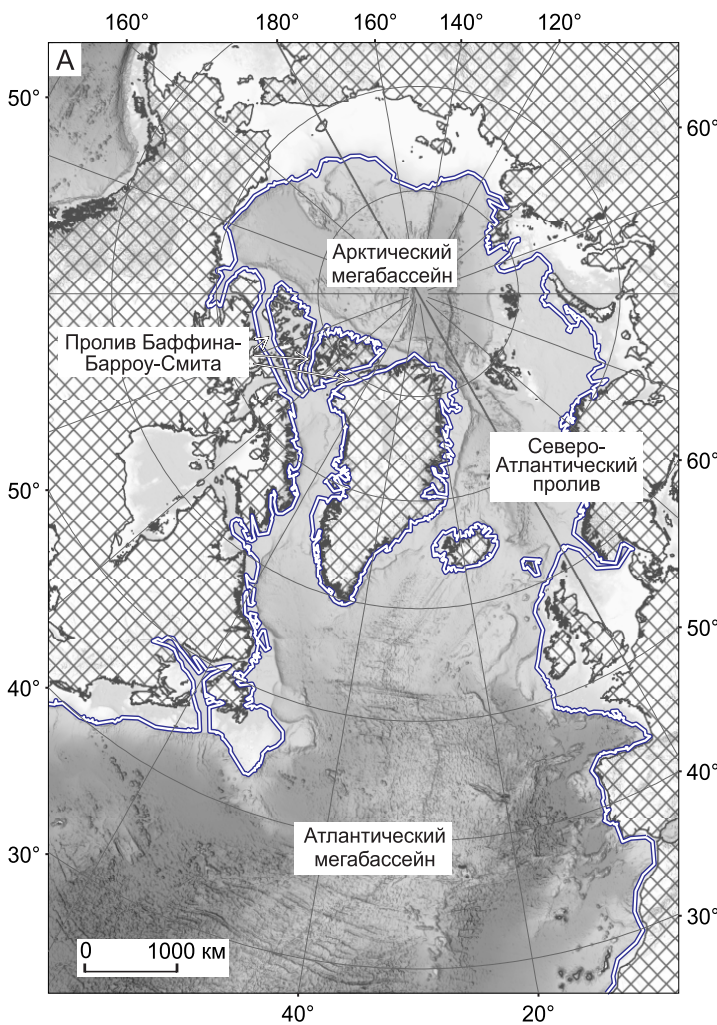 160° 180° 160° 140° 120°
А
50°
60°
Арктический
мегабассейн
Пролив Баффина-
Барроу-Смита
Северо-
Атлантический
пролив
60°
50°
50°
40°
40°
Атлантический
мегабассейн
30°
30°
0 1000 км
40° 20°